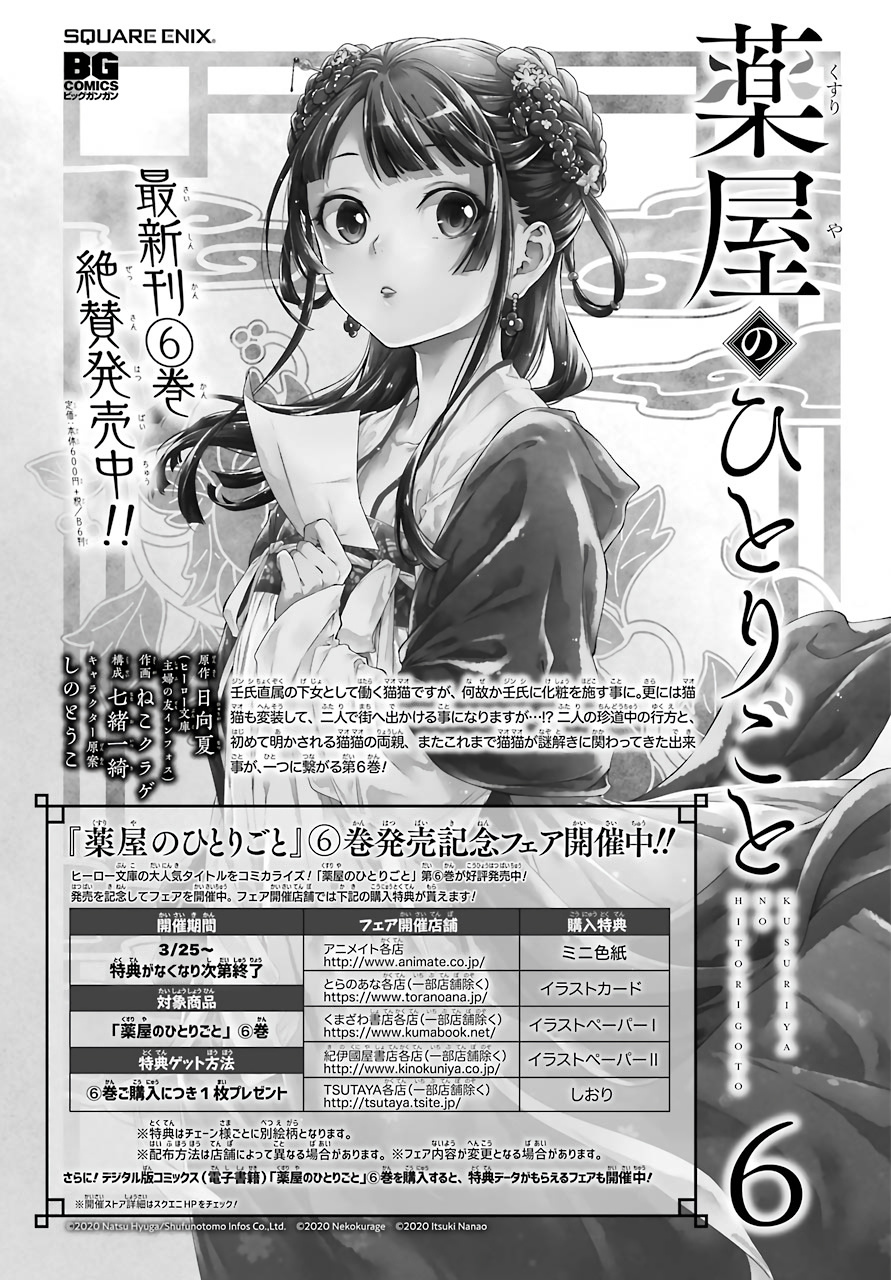 SQUARE ENIX®
BG
COMICS
ビッグガンガン
薬屋のひとりごと
くすり や
KUSURIYA
NO
HITORIGOTO
6
最新刊⑥巻
さいしんかん かん
絶賛発売中!!
ぜっさんはつばいちゅう
定価:本体600円+税/B6判
原作 日向夏
(ヒーロー文庫
主婦の友インフォス)
作画 ねこクラゲ
構成 七緒一綺
キャラクター原案
しのとうこ
壬氏直属の下女として働く猫猫ですが、何故か壬氏に化粧を施す事に。更には猫
猫も変装して、二人で街へ出かける事になりますが…!? 二人の珍道中の行方と、
初めて明かされる猫猫の両親、またこれまで猫猫が謎解きに関わってきた出来
事が、一つに繋がる第6巻!
『薬屋のひとりごと』⑥巻発売記念フェア開催中!!
ヒーロー文庫の大人気タイトルをコミカライズ!「薬屋のひとりごと」第⑥巻が好評発売中!
発売を記念してフェアを開催中。フェア開催店舗では下記の購入特典が貰えます!
開催期間
3/25~
特典がなくなり次第終了
対象商品
「薬屋のひとりごと」⑥巻
特典ゲット方法
⑥巻ご購入につき1枚プレゼント
フェア開催店舗 購入特典
アニメイト各店
http://www.animate.co.jp/
ミニ色紙
とらのあな各店(一部店舗除く)
https://www.toranoana.jp/
イラストカード
くまざわ書店各店(一部店舗除く)
https://www.kumabook.net/
イラストペーパーⅠ
紀伊國屋書店各店(一部店舗除く)
http://www.kinokuniya.co.jp/
イラストペーパーⅡ
TSUTAYA各店(一部店舗除く)
http://tsutaya.tsite.jp/
しおり
※特典はチェーン様ごとに別絵柄となります。
※配布方法は店舗によって異なる場合があります。※フェア内容が変更となる場合があります。
さらに!デジタル版コミックス(電子書籍)「薬屋のひとりごと」⑥巻を購入すると、特典データがもらえるフェアも開催中!
※開催ストア詳細はスクエニHPをチェック!
©2020 Natsu Hyuga/Shufunotomo Infos Co.,Ltd. ©2020 Nekokurage ©2020 Itsuki Nanao